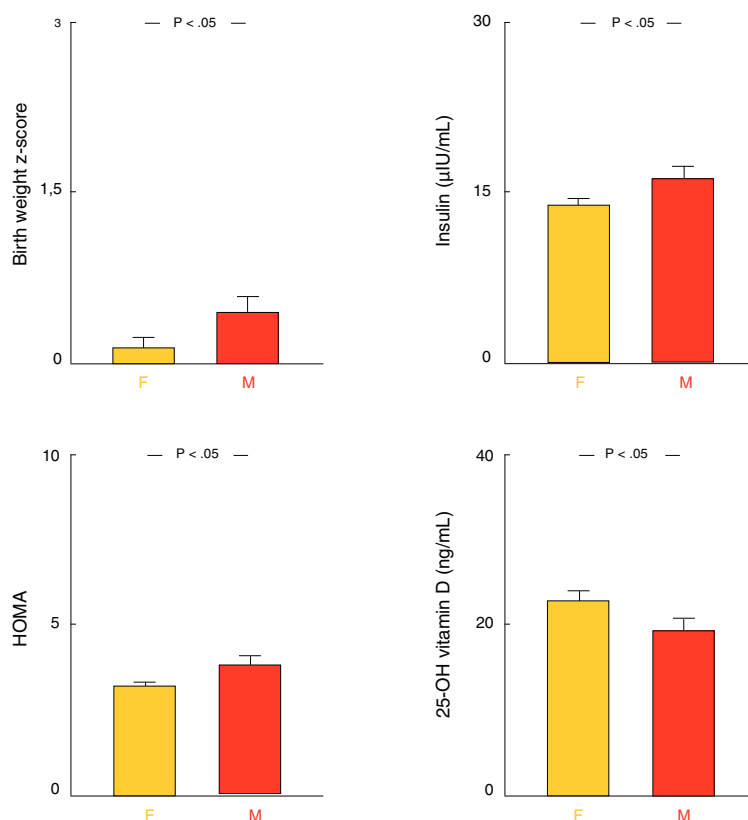 3
P < .05
Birth weight z-score
1,5
0
F
M
30
P < .05
Insulin (µIU/mL)
15
0
F
M
10
P < .05
HOMA
5
0
F
M
40
P < .05
25-OH vitamin D (ng/mL)
20
0
F
M